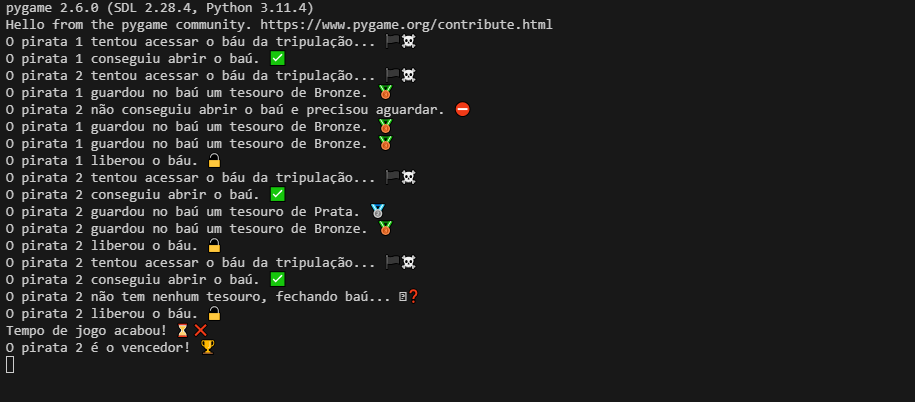 pygame 2.6.0 (SDL 2.28.4, Python 3.11.4)
Hello from the pygame community. https://www.pygame.org/contribute.html
O pirata 1 tentou acessar o báu da tripulação... 🏴☠️
O pirata 1 conseguiu abrir o baú. ✅
O pirata 2 tentou acessar o báu da tripulação... 🏴☠️
O pirata 1 guardou no baú um tesouro de Bronze. 🥉
O pirata 2 não conseguiu abrir o baú e precisou aguardar. ⛔
O pirata 1 guardou no baú um tesouro de Bronze. 🥉
O pirata 1 guardou no baú um tesouro de Bronze. 🥉
O pirata 1 liberou o báu. 🔓
O pirata 2 tentou acessar o báu da tripulação... 🏴☠️
O pirata 2 conseguiu abrir o baú. ✅
O pirata 2 guardou no baú um tesouro de Prata. 🥈
O pirata 2 guardou no baú um tesouro de Bronze. 🥉
O pirata 2 liberou o báu. 🔓
O pirata 2 tentou acessar o báu da tripulação... 🏴☠️
O pirata 2 conseguiu abrir o baú. ✅
O pirata 2 não tem nenhum tesouro, fechando baú... ❓
O pirata 2 liberou o báu. 🔓
Tempo de jogo acabou! ⏳❌
O pirata 2 é o vencedor! 🏆